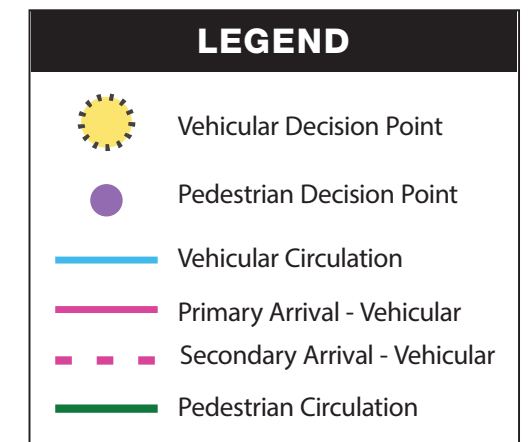 LEGEND
Vehicular Decision Point
Pedestrian Decision Point
Vehicular Circulation
Primary Arrival - Vehicular
Secondary Arrival - Vehicular
Pedestrian Circulation